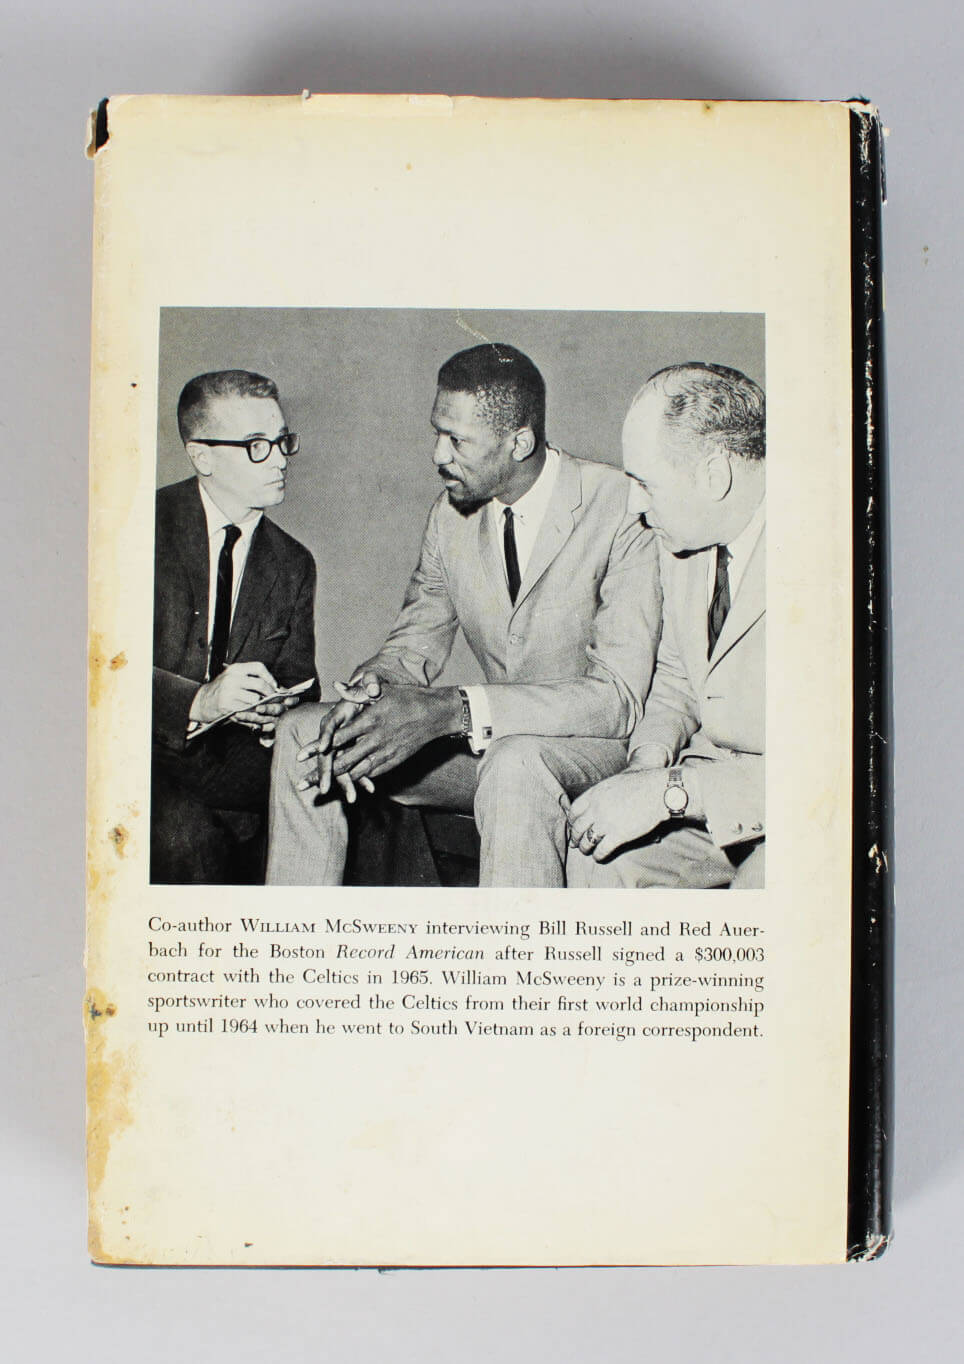 Co-author WILLIAM MCSWEENY interviewing Bill Russell and Red Auer-
bach for the Boston Record American after Russell signed a $300,003
contract with the Celtics in 1965. William McSweeny is a prize-winning
sportswriter who covered the Celtics from their first world championship
up until 1964 when he went to South Vietnam as a foreign correspondent.